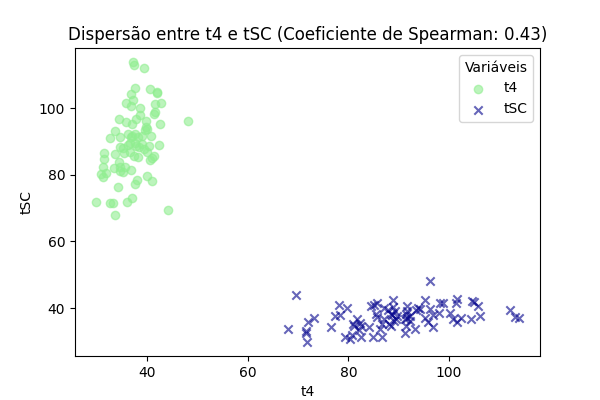 Dispersão entre t4 e tSC (Coeficiente de Spearman: 0.43)
Variáveis
t4
tSC
tSC
100
80
60
40
40 60 80 100
t4